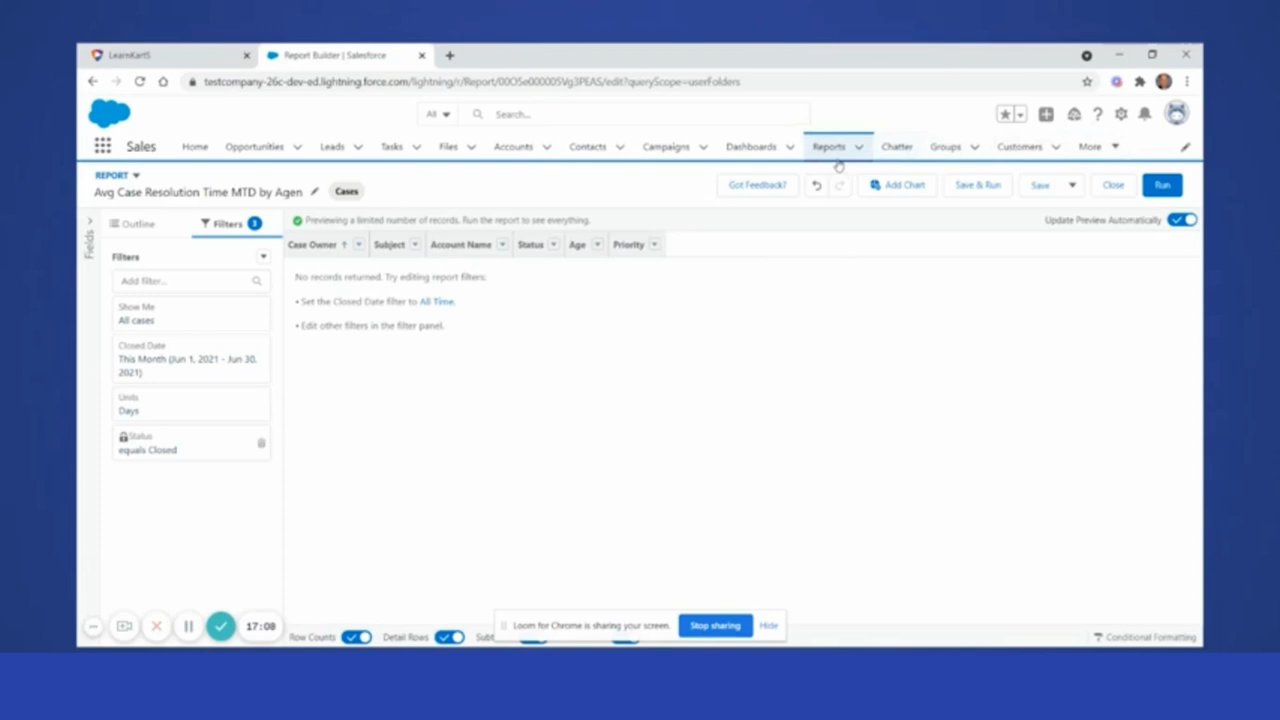 LearnKartS
Report Builder | Salesforce
testcompany-26c-dev-ed.lightning.force.com/lightning/r/Report/00O5e000005Vg3PEAS/edit?queryScope=userFolders
All
Search...
Sales
Home
Opportunities
Leads
Tasks
Files
Accounts
Contacts
Campaigns
Dashboards
Reports
Chatter
Groups
Customers
More
REPORT
Avg Case Resolution Time MTD by Agen
Cases
Got Feedback?
Add Chart
Save & Run
Save
Close
Run
Fields
Outline
Filters 3
Previewing a limited number of records. Run the report to see everything.
Update Preview Automatically
Case Owner
Subject
Account Name
Status
Age
Priority
Filters
Add filter...
Show Me
All cases
Closed Date
This Month (Jun 1, 2021 - Jun 30,
2021)
Units
Days
Status
equals Closed
No records returned. Try editing report filters:
• Set the Closed Date filter to All Time.
• Edit other filters in the filter panel.
17:08
Row Counts
Detail Rows
Subt
Loom for Chrome is sharing your screen.
Stop sharing
Hide
Conditional Formatting